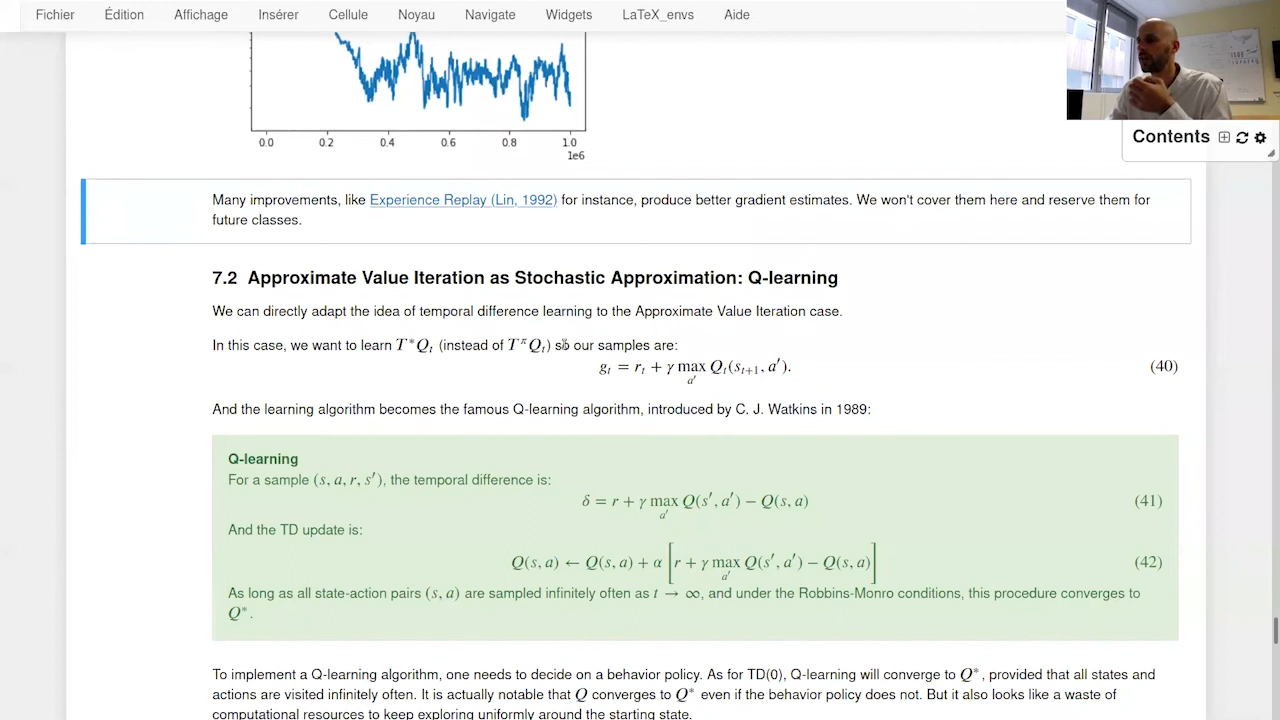 Fichier Édition Affichage Insérer Cellule Noyau Navigate Widgets LaTeX_envs Aide
0.0 0.2 0.4 0.6 0.8 1.0
1e6
Contents
Many improvements, like Experience Replay (Lin, 1992) for instance, produce better gradient estimates. We won't cover them here and reserve them for
future classes.
7.2 Approximate Value Iteration as Stochastic Approximation: Q-learning
We can directly adapt the idea of temporal difference learning to the Approximate Value Iteration case.
In this case, we want to learn T*Q_t (instead of T^πQ_t) so our samples are:
g_t = r_t + γ max_{a′} Q_t(s_{t+1}, a′). (40)
And the learning algorithm becomes the famous Q-learning algorithm, introduced by C. J. Watkins in 1989:
Q-learning
For a sample (s, a, r, s′), the temporal difference is:
δ = r + γ max_{a′} Q(s′, a′) − Q(s, a) (41)
And the TD update is:
Q(s, a) ← Q(s, a) + α [r + γ max_{a′} Q(s′, a′) − Q(s, a)] (42)
As long as all state-action pairs (s, a) are sampled infinitely often as t → ∞, and under the Robbins-Monro conditions, this procedure converges to
Q*.
To implement a Q-learning algorithm, one needs to decide on a behavior policy. As for TD(0), Q-learning will converge to Q*, provided that all states and
actions are visited infinitely often. It is actually notable that Q converges to Q* even if the behavior policy does not. But it also looks like a waste of
computational resources to keep exploring uniformly around the starting state.